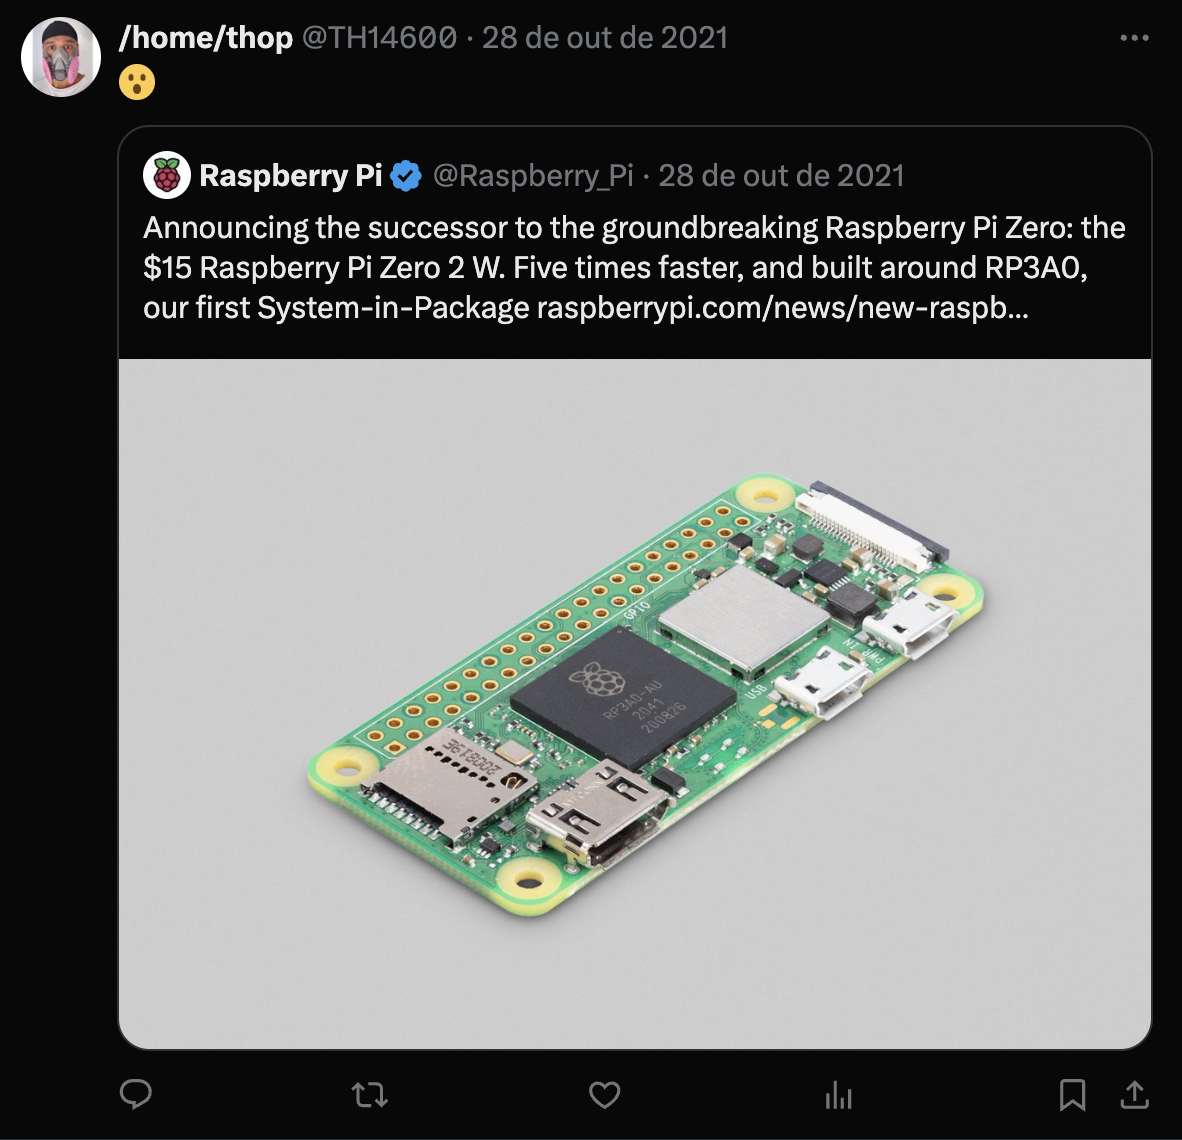 /home/thop @TH14600 · 28 de out de 2021
😮
Raspberry Pi @Raspberry_Pi · 28 de out de 2021
Announcing the successor to the groundbreaking Raspberry Pi Zero: the
$15 Raspberry Pi Zero 2 W. Five times faster, and built around RP3A0,
our first System-in-Package raspberrypi.com/news/new-raspb...
GPIO
RP3A0-AU
2041
200826
USB
PWR IN
200819E